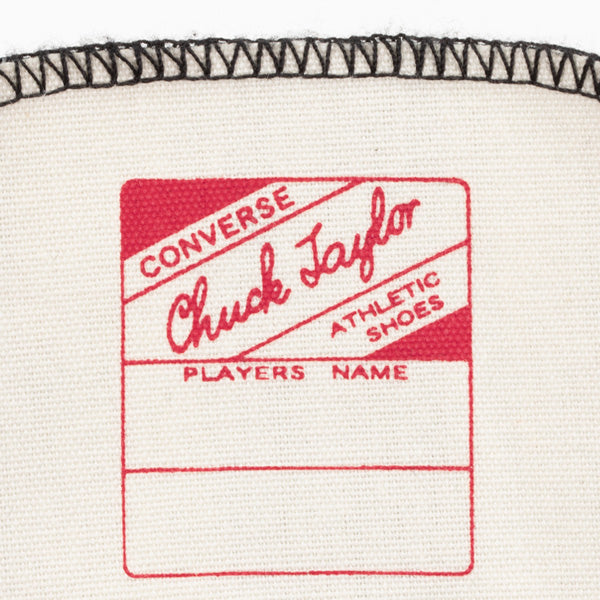 CONVERSE
Chuck Taylor
ATHLETIC
SHOES
PLAYERS NAME